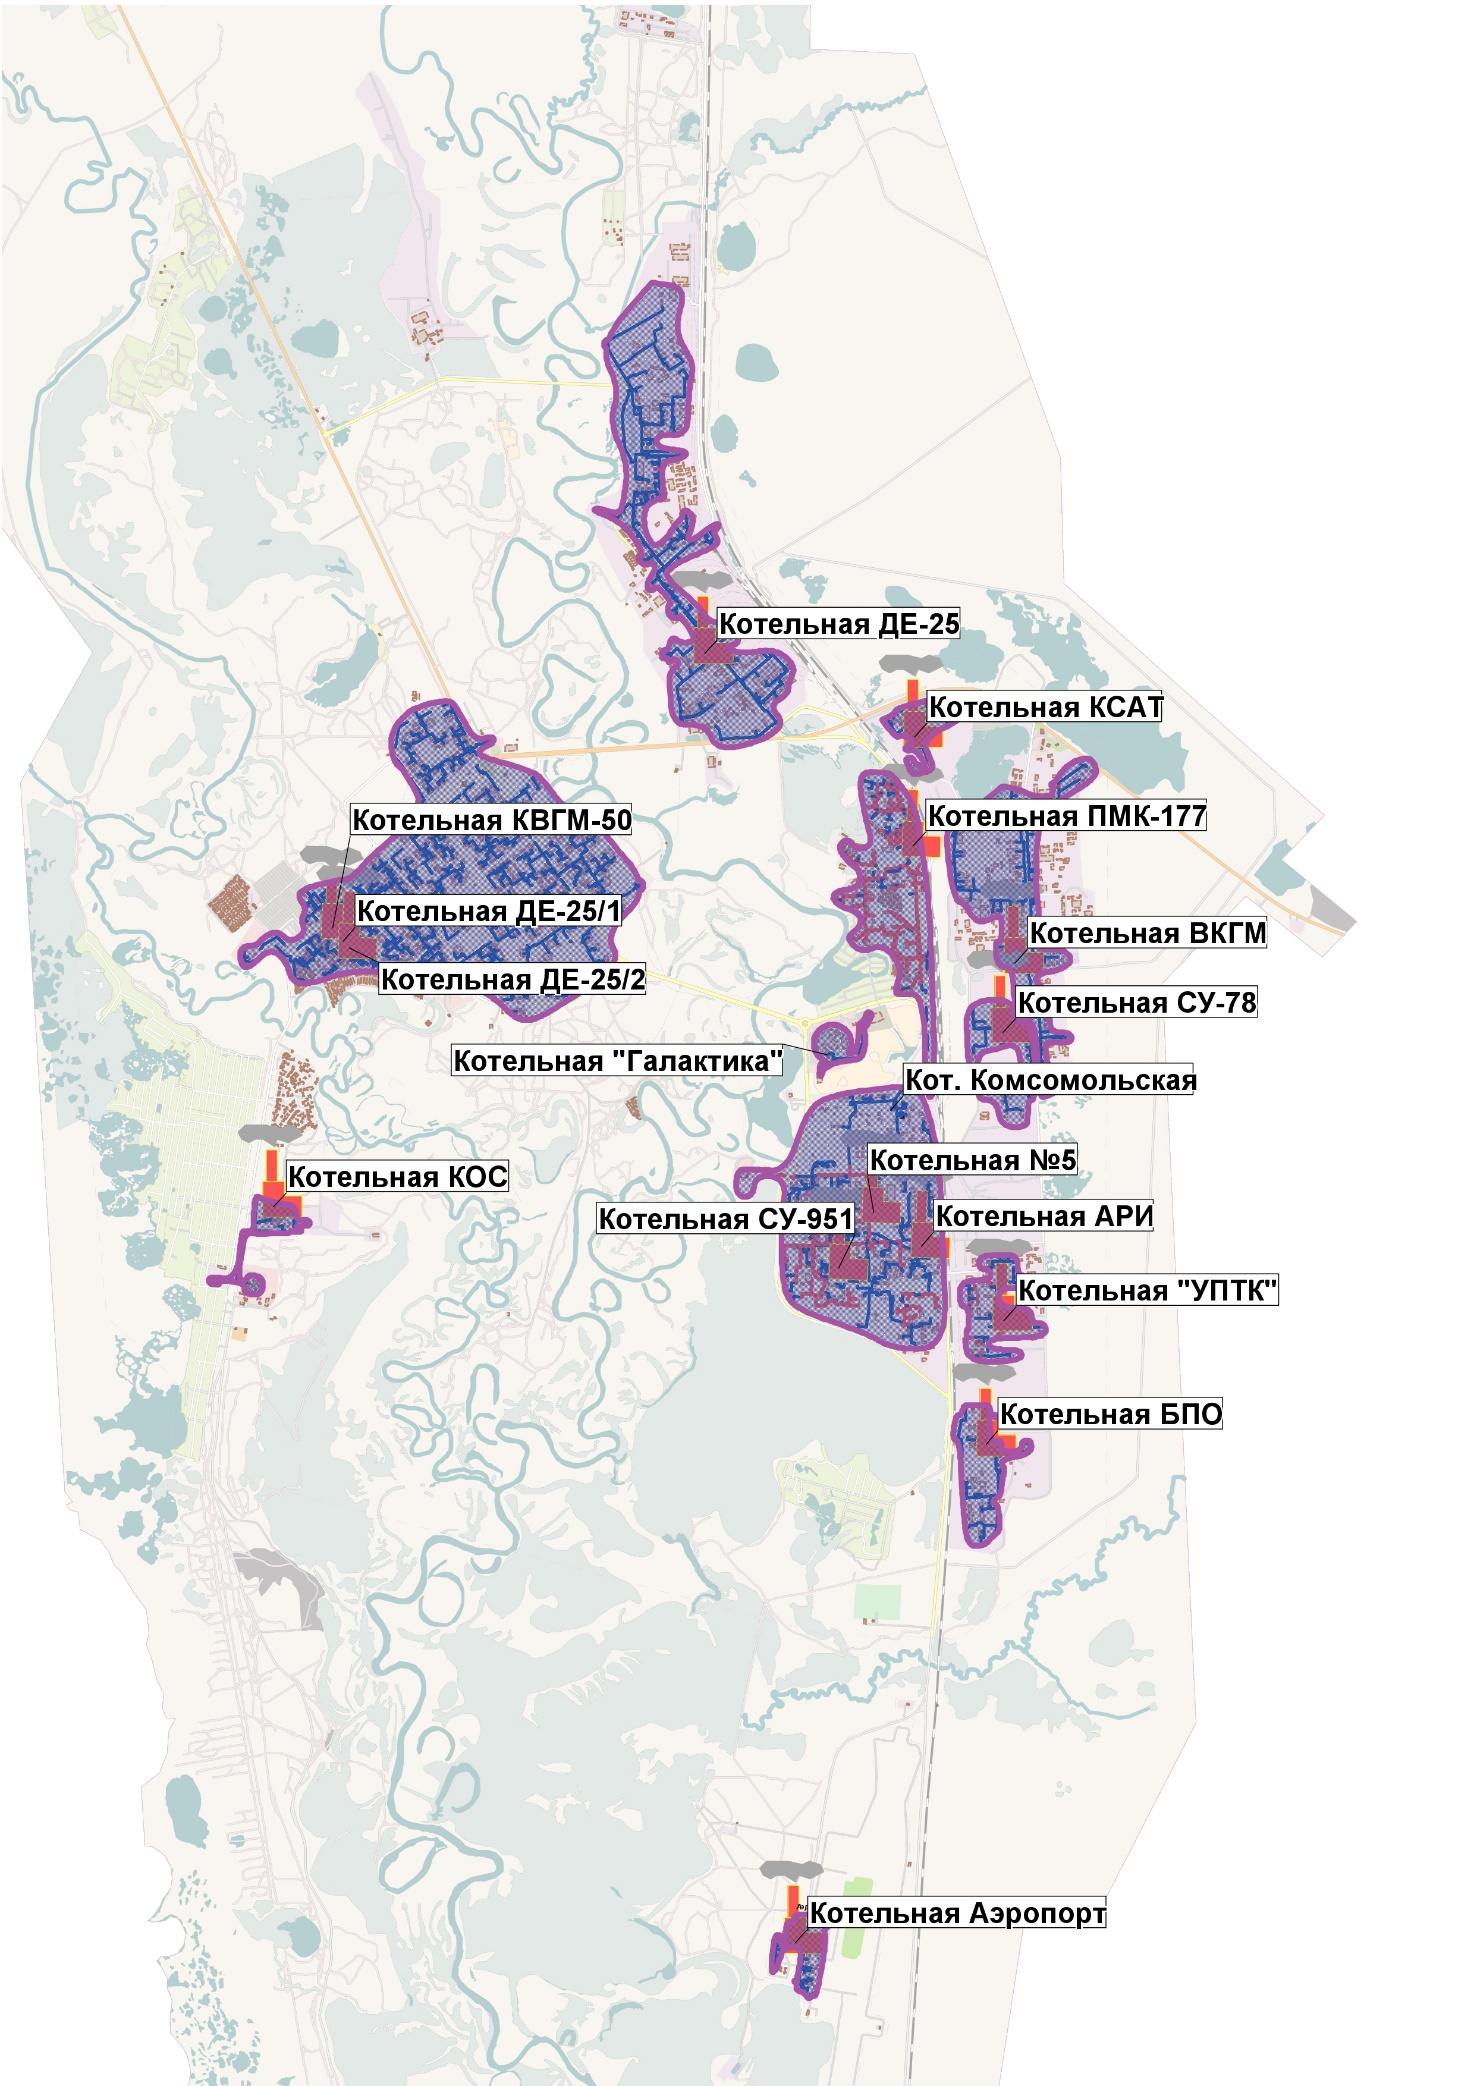 Котельная ДЕ-25
Котельная КСАТ
Котельная ПМК-177
Котельная КВГМ-50
Котельная ДЕ-25/1
Котельная ВКГМ
Котельная ДЕ-25/2
Котельная СУ-78
Котельная "Галактика"
Кот. Комсомольская
Котельная №5
Котельная КОС
Котельная СУ-951
Котельная АРИ
Котельная "УПТК"
Котельная БПО
Котельная Аэропорт